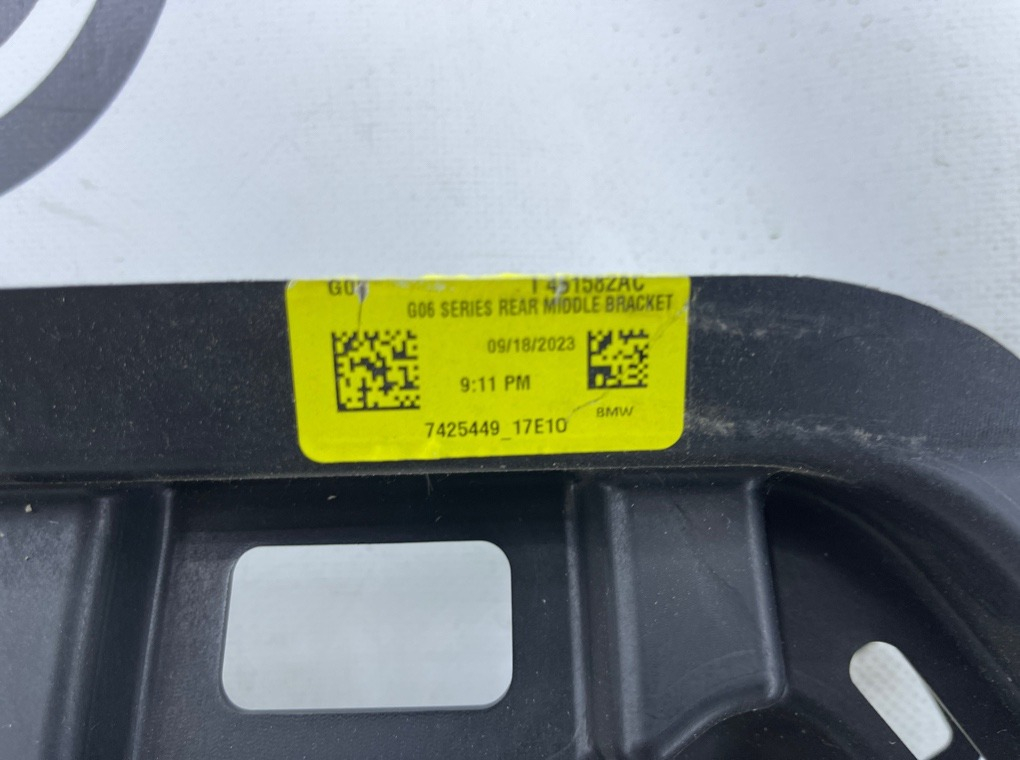 G06 SERIES REAR MIDDLE BRACKET
09/18/2023
9:11 PM
BMW
7425449_17E10